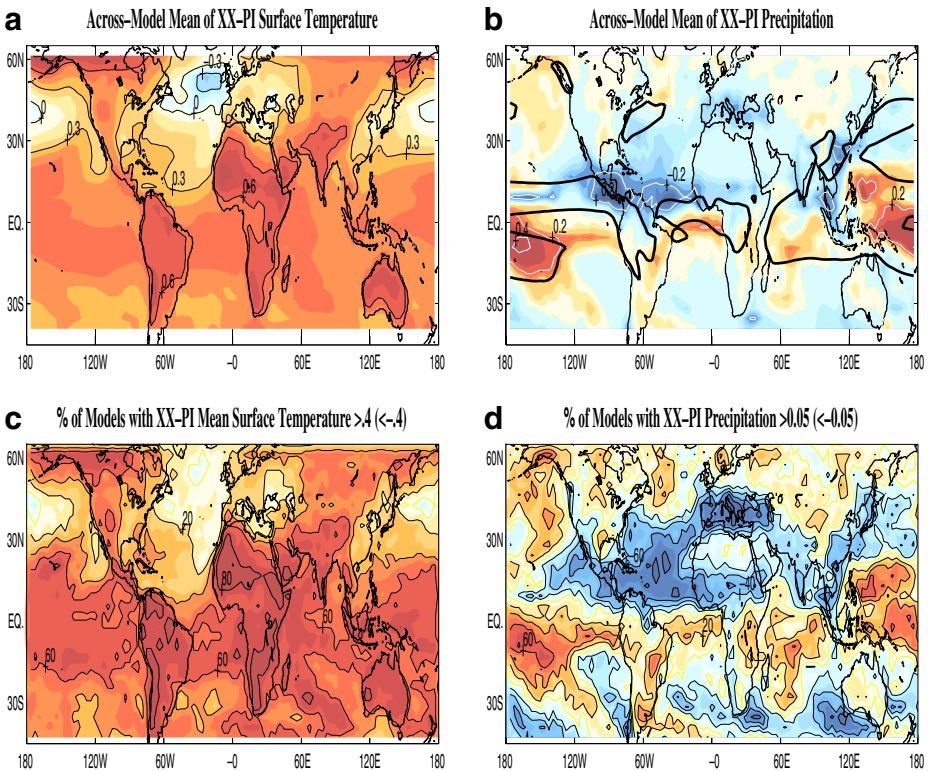 a
Across–Model Mean of XX–PI Surface Temperature
60N
30N
EQ.
30S
180 120W 60W –0 60E 120E 180
–0.3
0
0
0.3
0.3
0.3
0.6
0.6
b
Across–Model Mean of XX–PI Precipitation
60N
30N
EQ.
30S
180 120W 60W –0 60E 120E 180
–0.2
0.2
0.4
0.2
c
% of Models with XX–PI Mean Surface Temperature >.4 (<–.4)
60N
30N
EQ.
30S
180 120W 60W –0 60E 120E 180
20
80
60
60
d
% of Models with XX–PI Precipitation >0.05 (<–0.05)
60N
30N
EQ.
30S
180 120W 60W –0 60E 120E 180
60
20